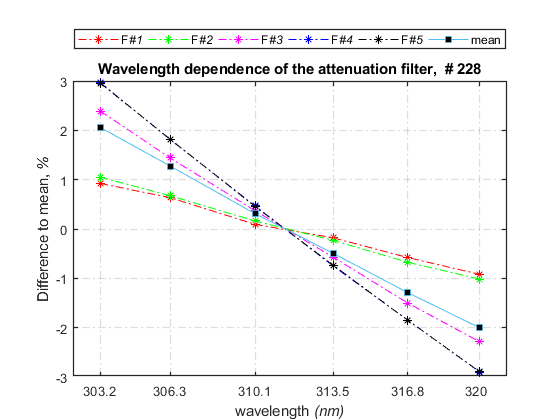 F#1 F#2 F#3 F#4 F#5 mean
Wavelength dependence of the attenuation filter, # 228
Difference to mean, %
3
2
1
0
-1
-2
-3
303.2 306.3 310.1 313.5 316.8 320
wavelength (nm)